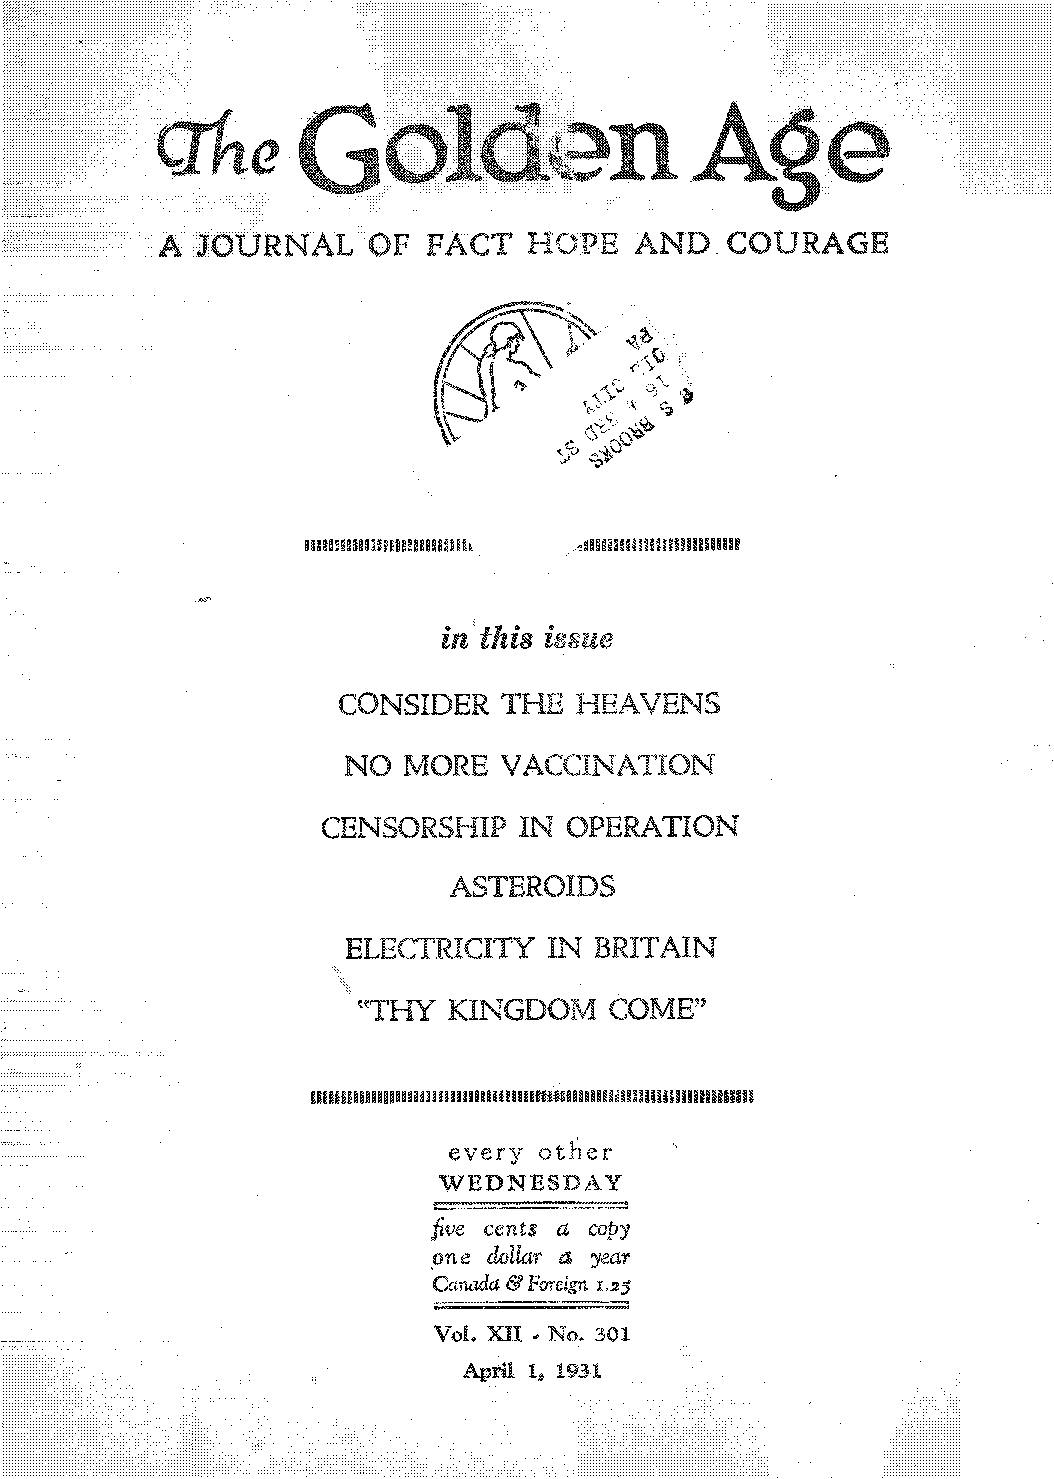 The Golden Age
A JOURNAL OF FACT HOPE AND COURAGE
F S BROOKS
16 & 3RD ST
OIL CITY
PA
in this issue
CONSIDER THE HEAVENS
NO MORE VACCINATION
CENSORSHIP IN OPERATION
ASTEROIDS
ELECTRICITY IN BRITAIN
"THY KINGDOM COME"
every other
WEDNESDAY
five cents a copy
one dollar a year
Canada & Foreign 1.25
Vol. XII - No. 301
April 1, 1931